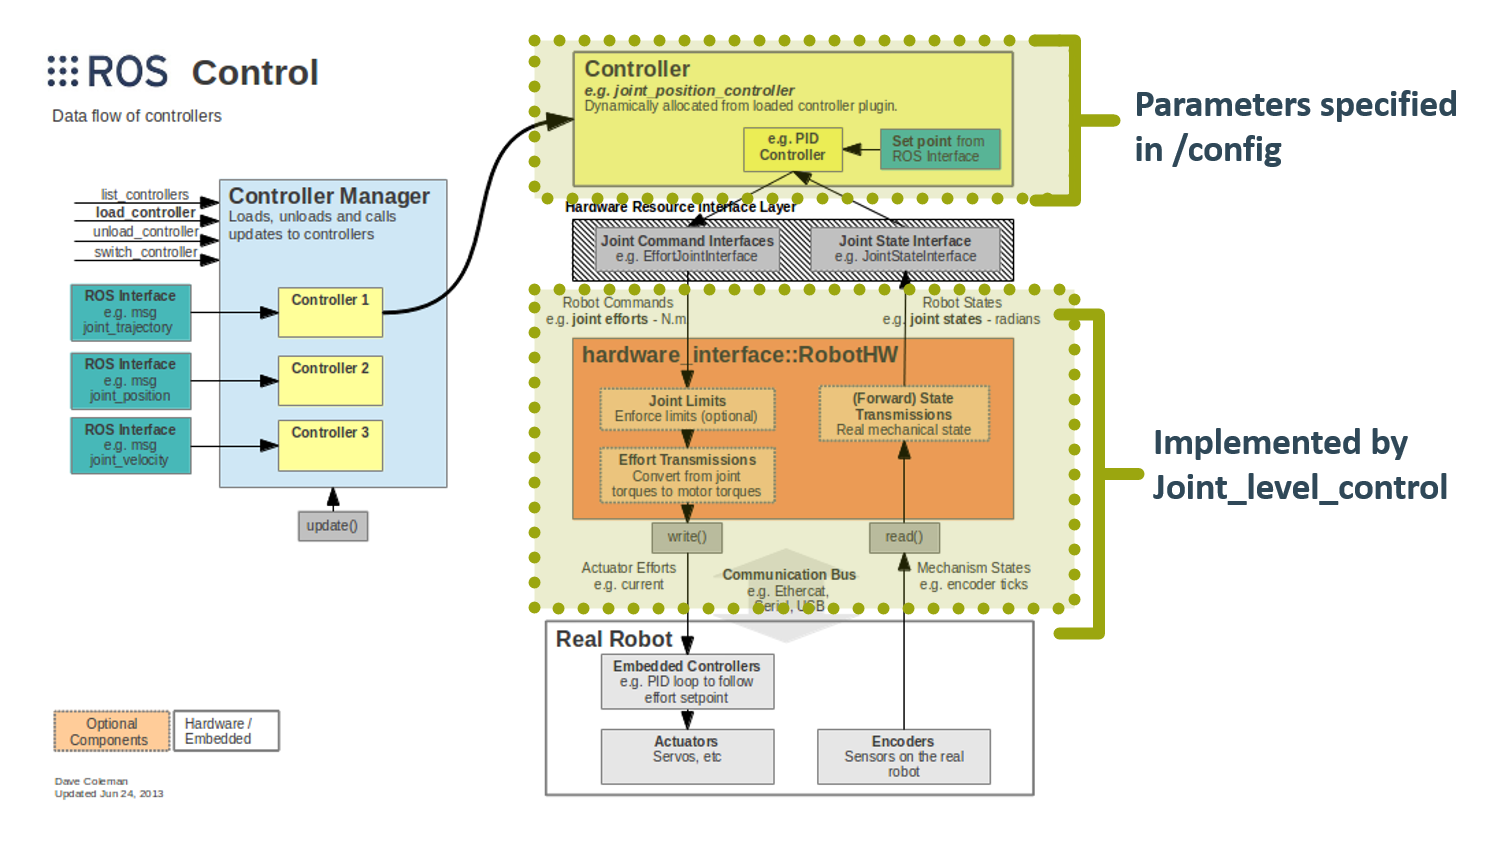 ROS Control
Data flow of controllers
list_controllers
load_controller
unload_controller
switch_controller
Controller Manager
Loads, unloads and calls
updates to controllers
ROS Interface
e.g. msg
joint_trajectory
Controller 1
ROS Interface
e.g. msg
joint_position
Controller 2
ROS Interface
e.g. msg
joint_velocity
Controller 3
update()
Controller
e.g. joint_position_controller
Dynamically allocated from loaded controller plugin.
e.g. PID
Controller
Set point from
ROS Interface
Parameters specified
in /config
Hardware Resource Interface Layer
Joint Command Interfaces
e.g. EffortJointInterface
Joint State Interface
e.g. JointStateInterface
Robot Commands
e.g. joint efforts - N.m
Robot States
e.g. joint states - radians
hardware_interface::RobotHW
Joint Limits
Enforce limits (optional)
Effort Transmissions
Convert from joint
torques to motor torques
(Forward) State
Transmissions
Real mechanical state
write()
read()
Actuator Efforts
e.g. current
Communication Bus
e.g. Ethercat,
Serial, USB
Mechanism States
e.g. encoder ticks
Implemented by
Joint_level_control
Real Robot
Embedded Controllers
e.g. PID loop to follow
effort setpoint
Actuators
Servos, etc
Encoders
Sensors on the real
robot
Optional
Components
Hardware /
Embedded
Dave Coleman
Updated Jun 24, 2013